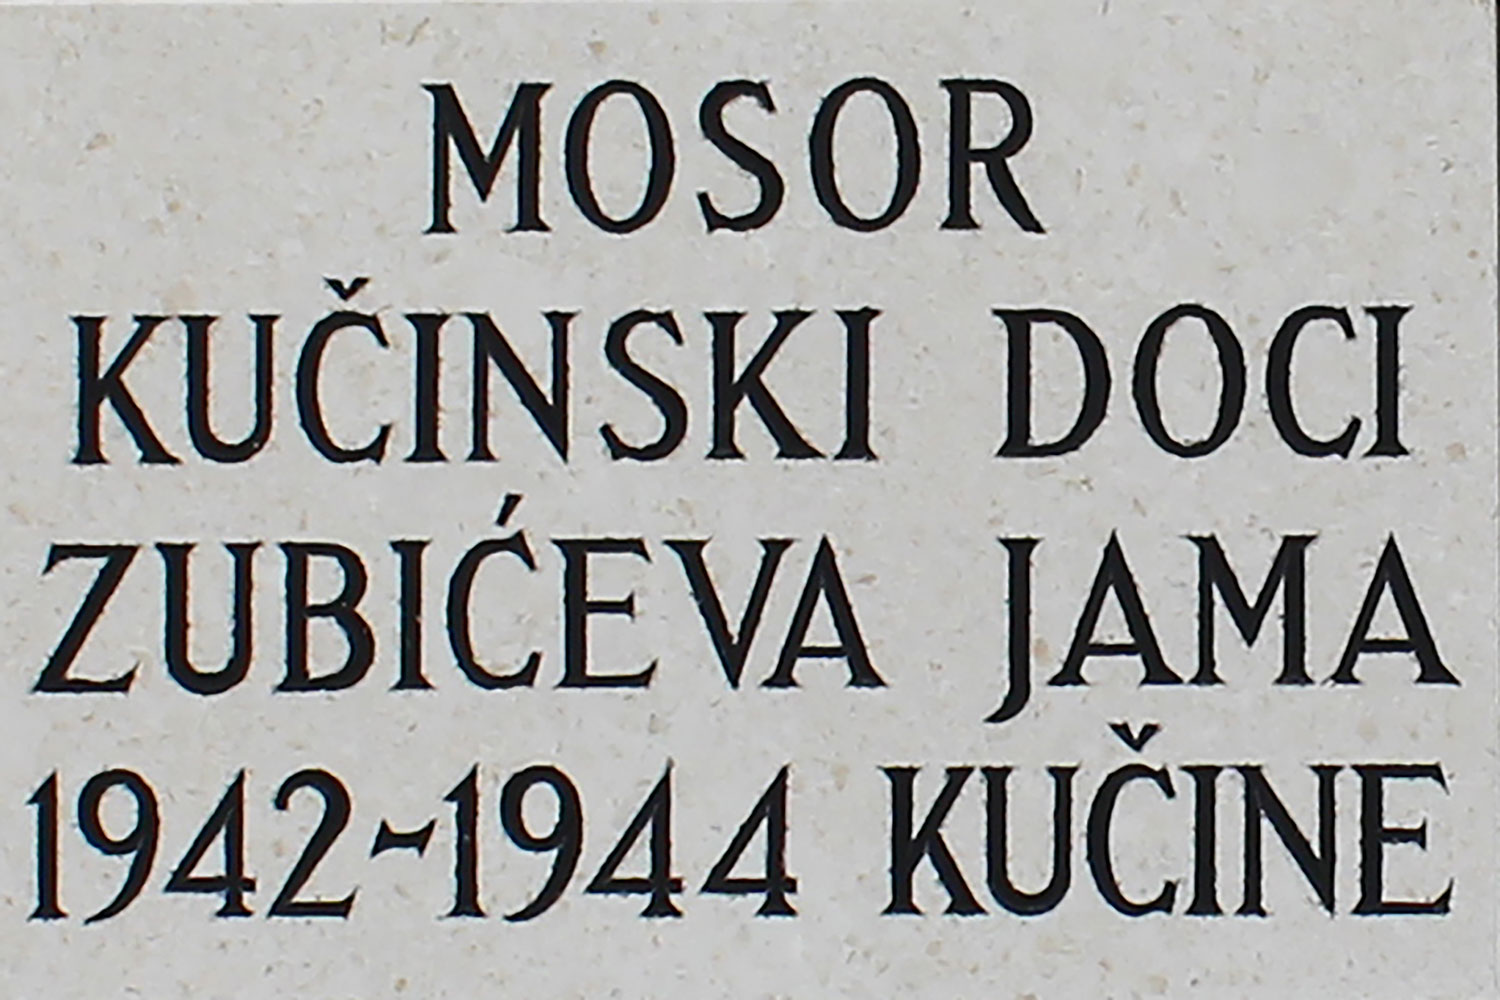 MOSOR
KUČINSKI DOCI
ZUBIĆEVA JAMA
1942-1944 KUČINE